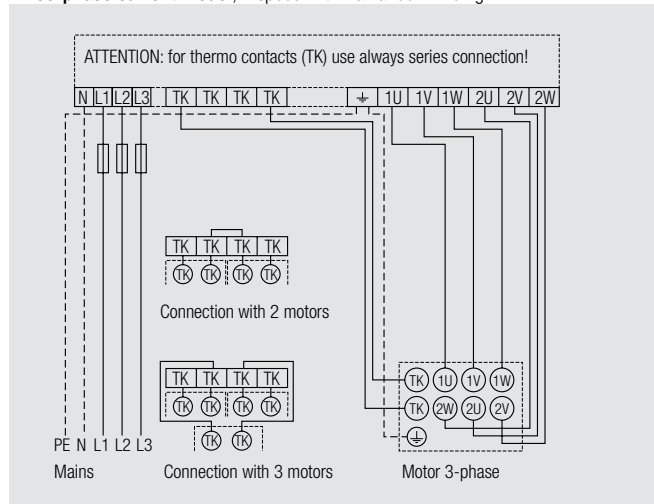 ATTENTION: for thermo contacts (TK) use always series connection!
N L1 L2 L3 TK TK TK TK 1U 1V 1W 2U 2V 2W
TK TK TK TK
TK TK TK TK
Connection with 2 motors
TK TK TK TK
TK TK TK TK
TK TK
TK 1U 1V 1W
TK 2W 2U 2V
PE N L1 L2 L3
Mains
Connection with 3 motors
Motor 3-phase